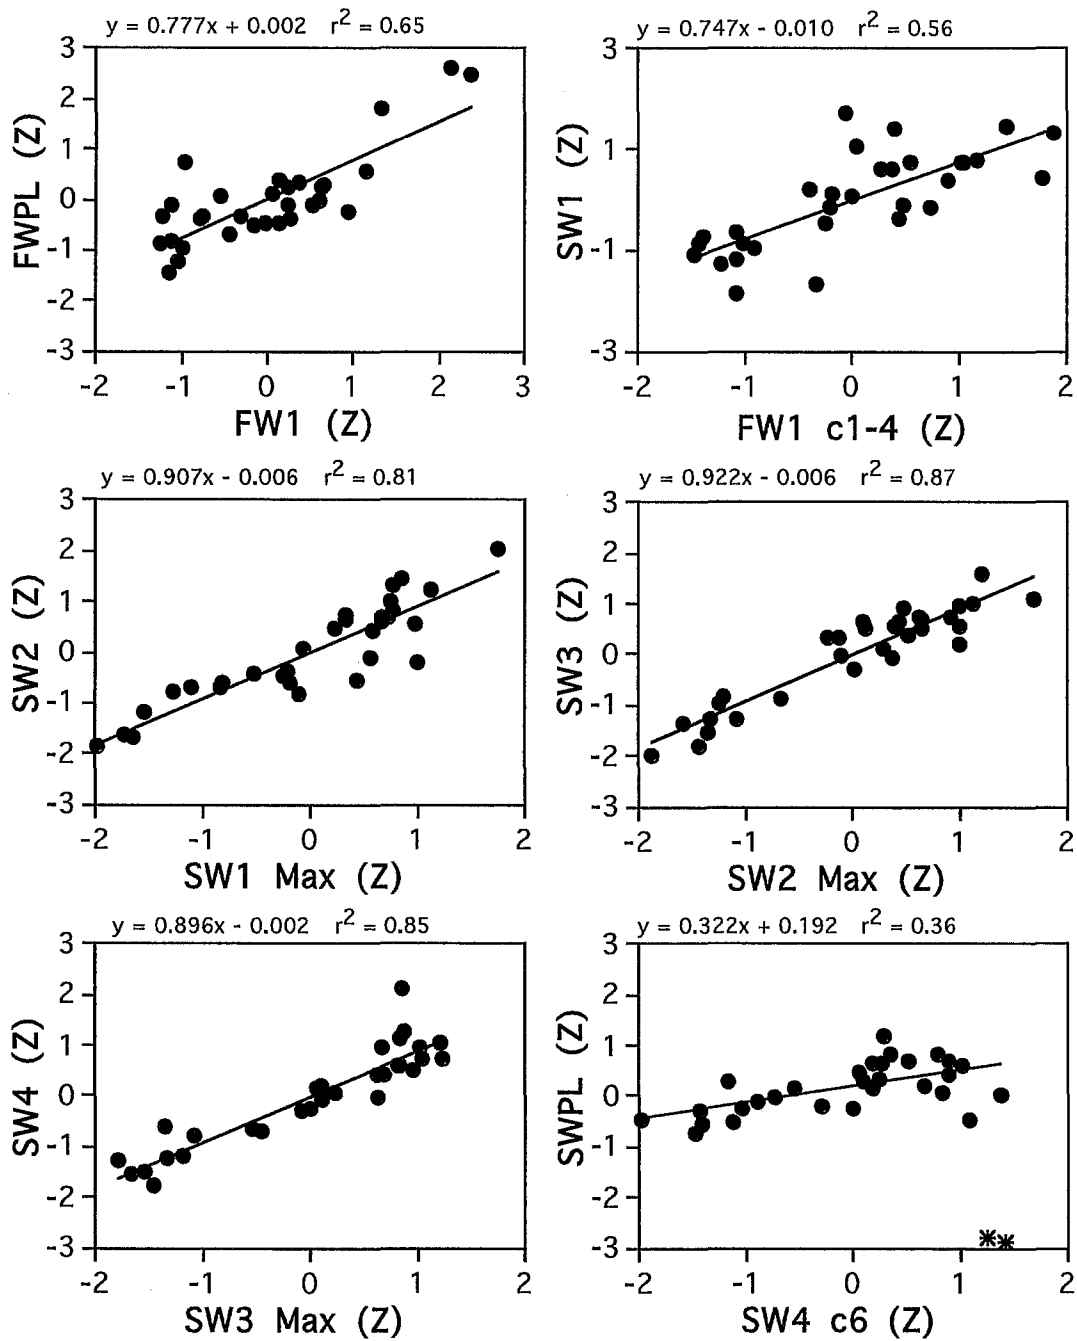 y = 0.777x + 0.002 r2 = 0.65
3
2
1
0
-1
-2
-3
FWPL (Z)
-2 -1 0 1 2 3
FW1 (Z)
y = 0.747x - 0.010 r2 = 0.56
3
1
-1
-3
SW1 (Z)
-2 -1 0 1 2
FW1 c1-4 (Z)
y = 0.907x - 0.006 r2 = 0.81
3
2
1
0
-1
-2
-3
SW2 (Z)
-2 -1 0 1 2
SW1 Max (Z)
y = 0.922x - 0.006 r2 = 0.87
3
2
1
0
-1
-2
-3
SW3 (Z)
-2 -1 0 1 2
SW2 Max (Z)
y = 0.896x - 0.002 r2 = 0.85
3
2
1
0
-1
-2
-3
SW4 (Z)
-2 -1 0 1 2
SW3 Max (Z)
y = 0.322x + 0.192 r2 = 0.36
3
2
1
0
-1
-2
-3
SWPL (Z)
-2 -1 0 1 2
SW4 c6 (Z)